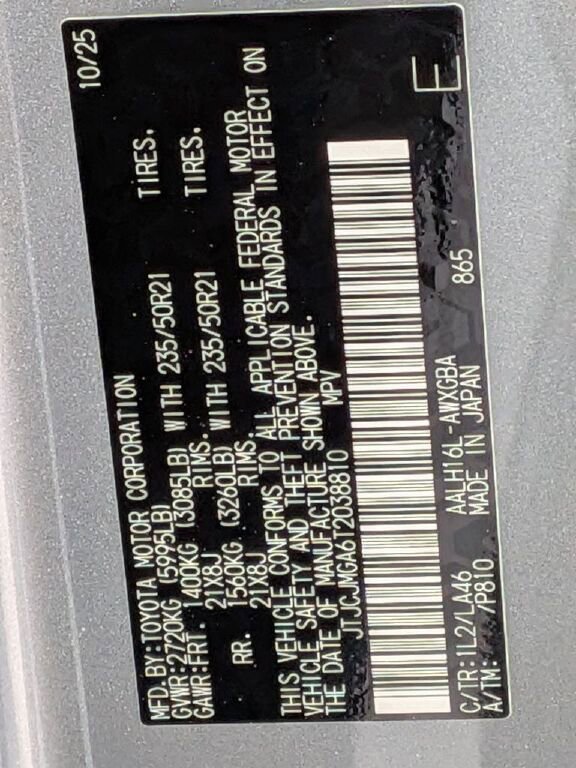 MFD. BY: TOYOTA MOTOR CORPORATION 10/25
GVWR: 2720KG (5995LB)
GAWR: FRT. 1400KG (3085LB) WITH 235/50R21 TIRES.
21X8J RIMS.
RR. 1560KG (3260LB) WITH 235/50R21 TIRES.
21X8J RIMS.
THIS VEHICLE CONFORMS TO ALL APPLICABLE FEDERAL MOTOR
VEHICLE SAFETY AND THEFT PREVENTION STANDARDS IN EFFECT ON
THE DATE OF MANUFACTURE SHOWN ABOVE.
JTJCJMGA6T2038810 MPV
C/TR: 1L2/LA46 AALH16L-AWXGBA 865
A/TM: /P810 MADE IN JAPAN